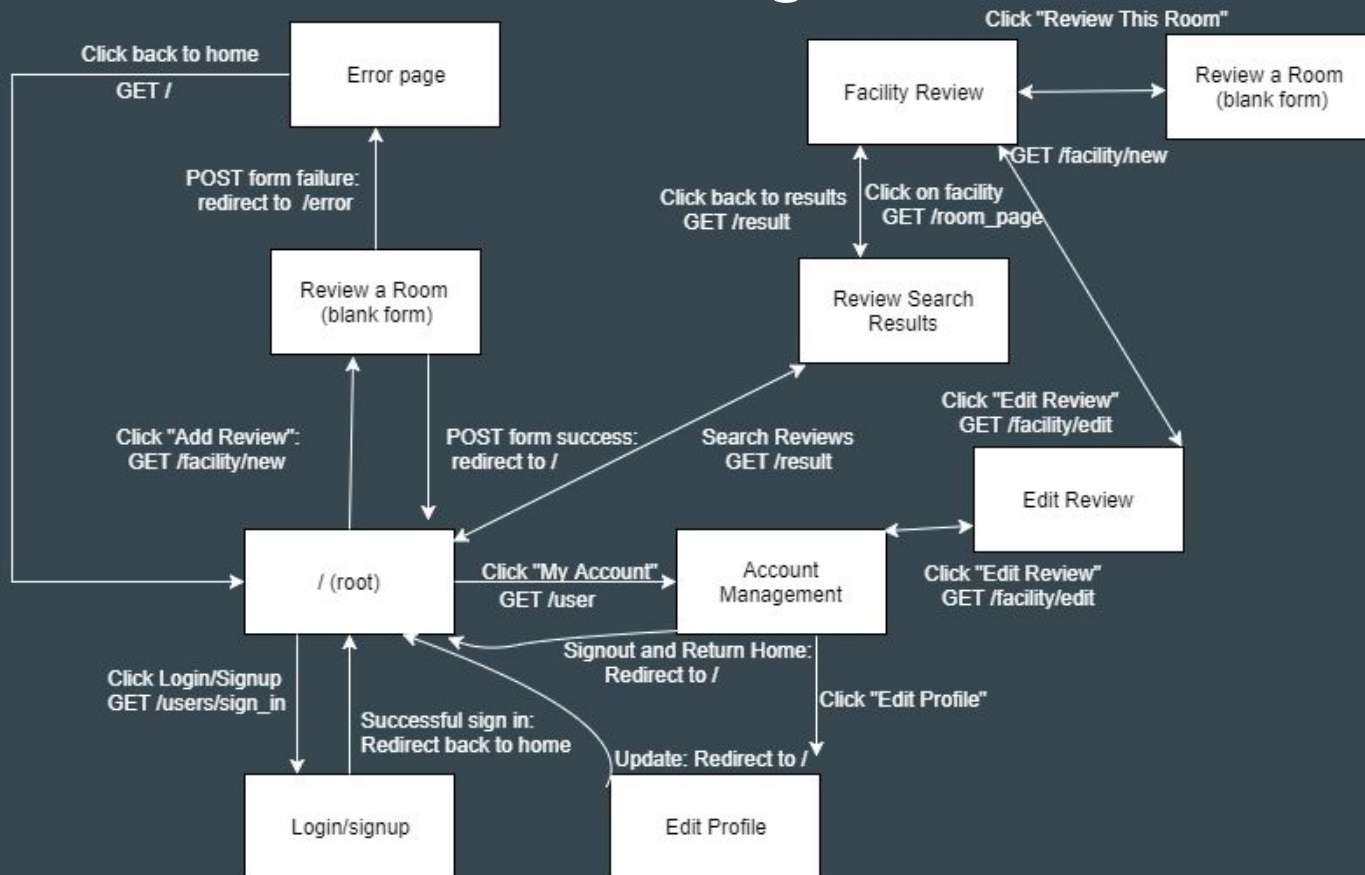 Click "Review This Room"
Click back to home
GET /
Error page
Facility Review
Review a Room
(blank form)
GET /facility/new
POST form failure:
redirect to /error
Click back to results
GET /result
Click on facility
GET /room_page
Review a Room
(blank form)
Review Search
Results
Click "Add Review":
GET /facility/new
POST form success:
redirect to /
Search Reviews
GET /result
Click "Edit Review"
GET /facility/edit
Edit Review
/ (root)
Click "My Account"
GET /user
Account
Management
Click "Edit Review"
GET /facility/edit
Signout and Return Home:
Redirect to /
Click Login/Signup
GET /users/sign_in
Successful sign in:
Redirect back to home
Click "Edit Profile"
Update: Redirect to /
Login/signup
Edit Profile